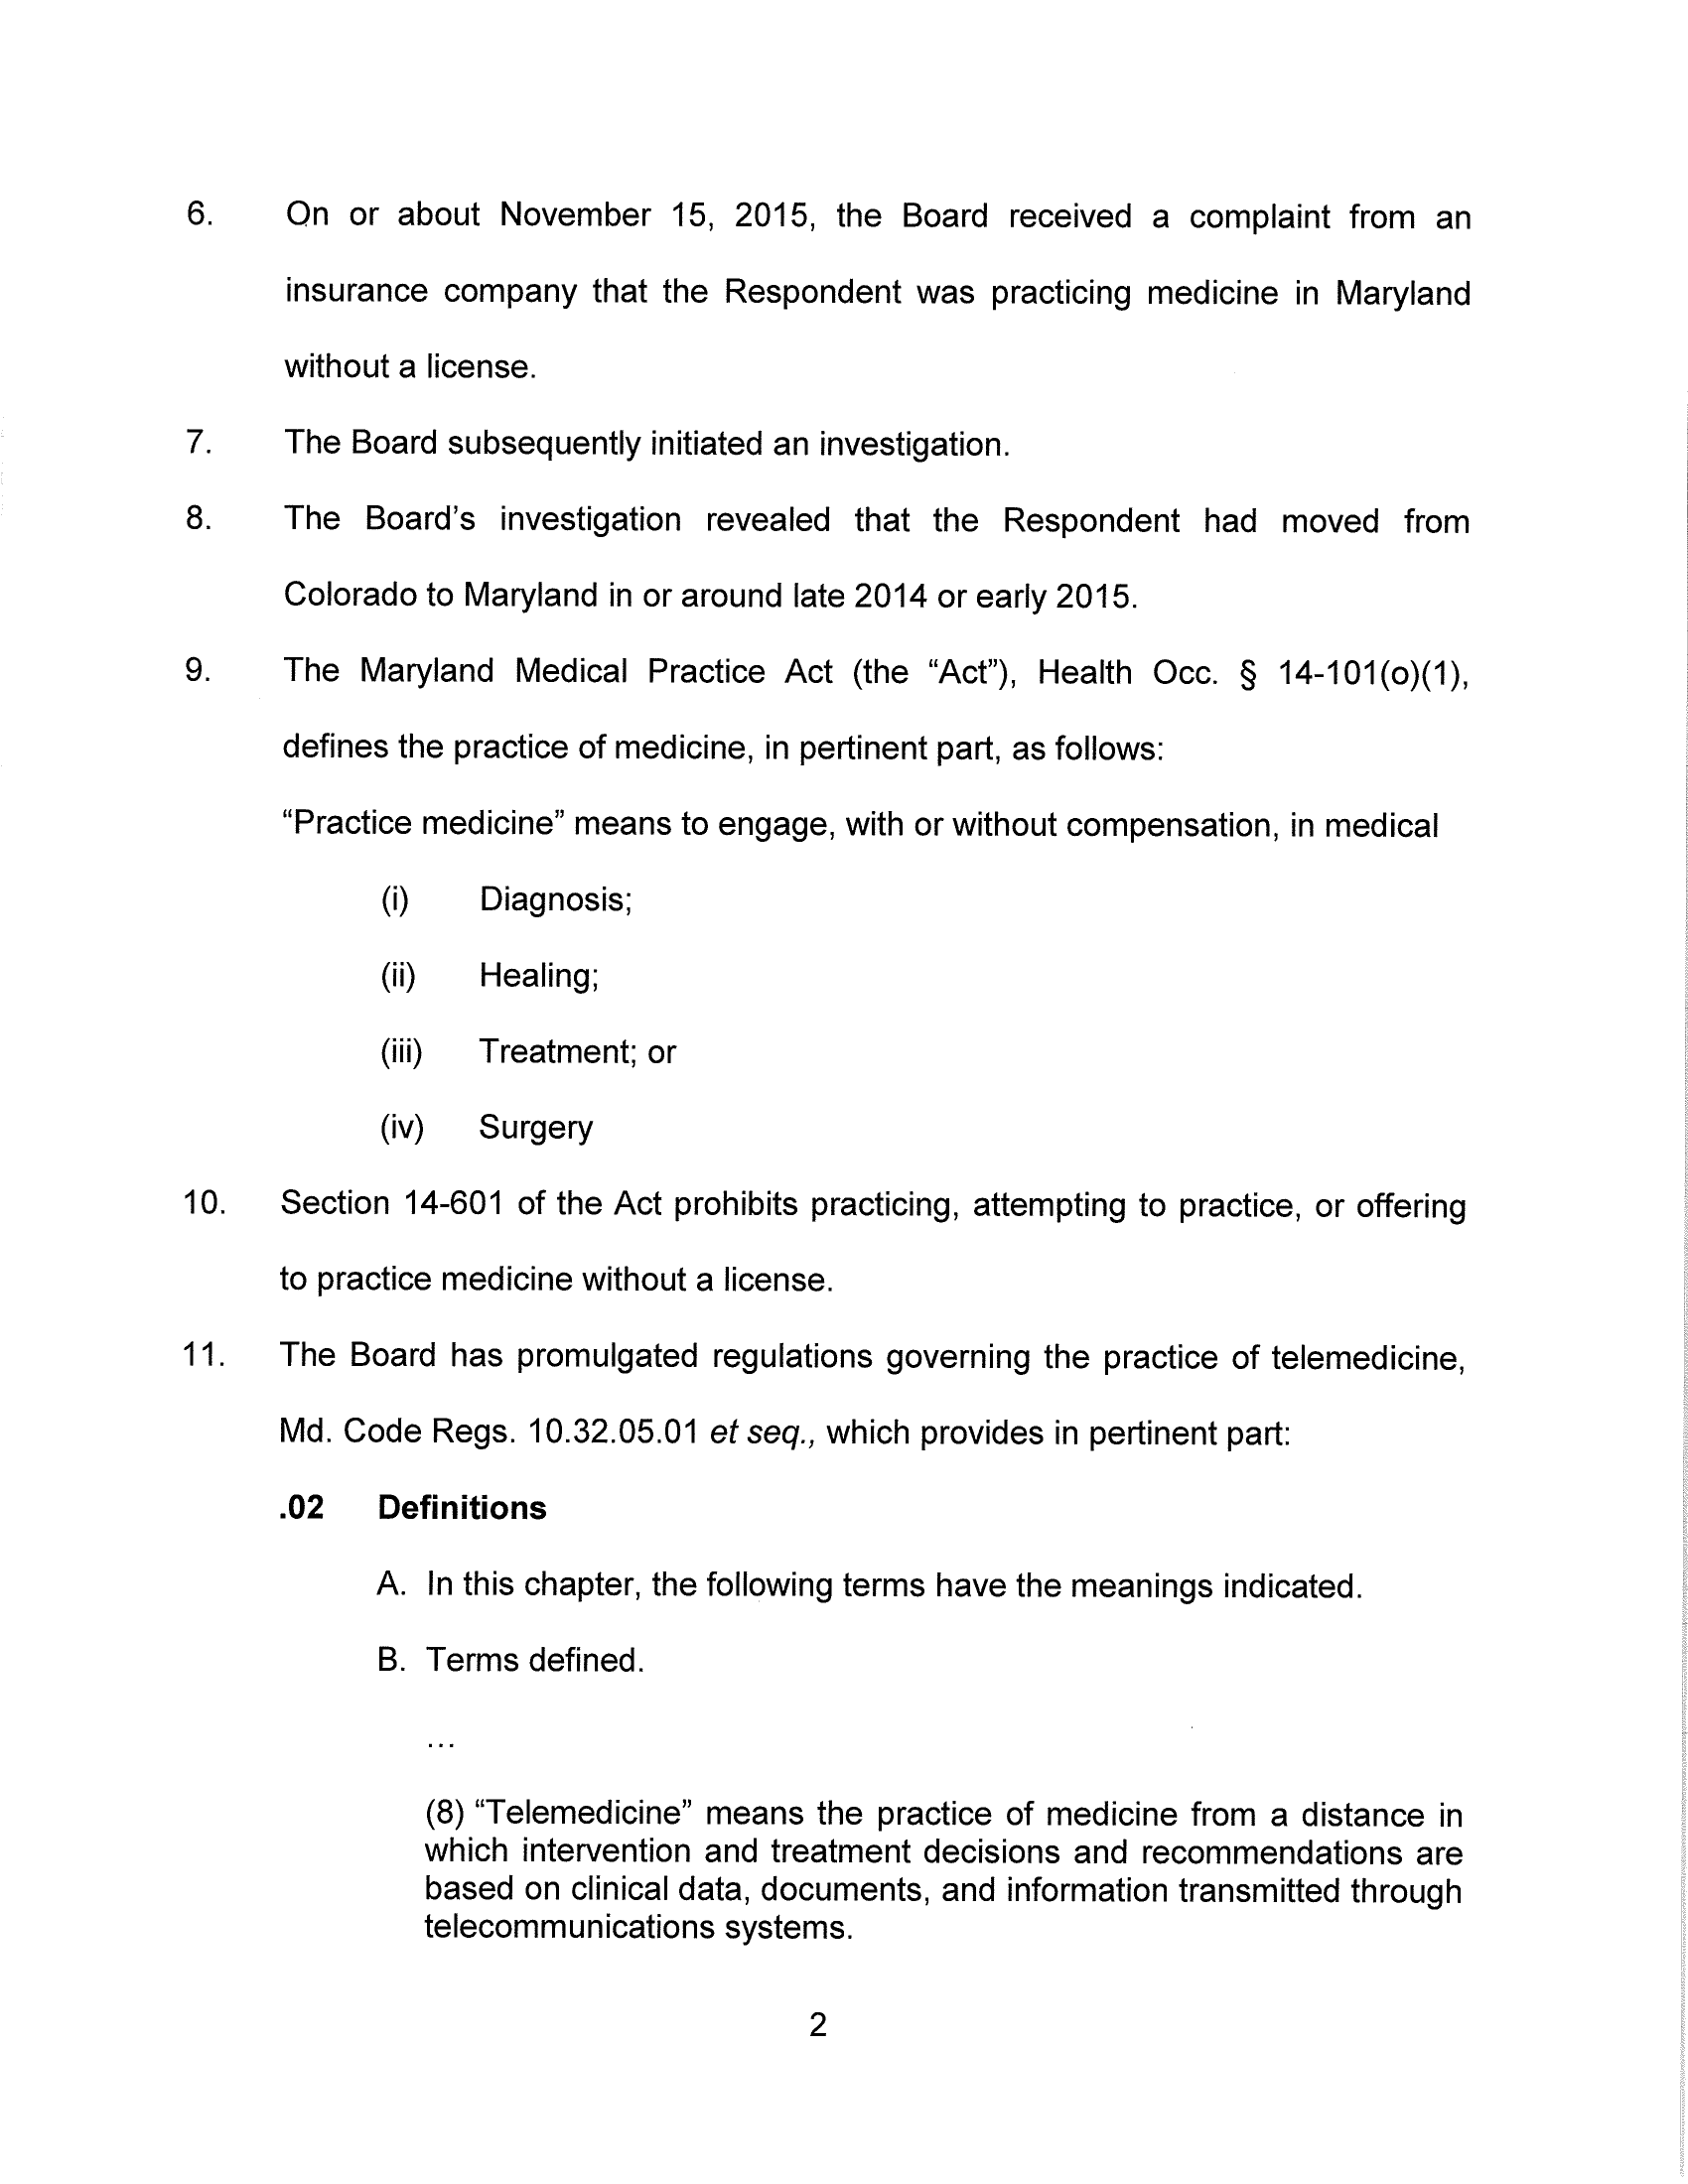 6. On or about November 15, 2015, the Board received a complaint from an
insurance company that the Respondent was practicing medicine in Maryland
without a license.
7. The Board subsequently initiated an investigation.
8. The Board’s investigation revealed that the Respondent had moved from
Colorado to Maryland in or around late 2014 or early 2015.
9. The Maryland Medical Practice Act (the “Act”), Health Occ. § 14-101(o)(1),
defines the practice of medicine, in pertinent part, as follows:
“Practice medicine” means to engage, with or without compensation, in medical
(i) Diagnosis;
(ii) Healing;
(iii) Treatment; or
(iv) Surgery
10. Section 14-601 of the Act prohibits practicing, attempting to practice, or offering
to practice medicine without a license.
11. The Board has promulgated regulations governing the practice of telemedicine,
Md. Code Regs. 10.32.05.01 et seq., which provides in pertinent part:
.02 Definitions
A. In this chapter, the following terms have the meanings indicated.
B. Terms defined.
...
(8) “Telemedicine” means the practice of medicine from a distance in
which intervention and treatment decisions and recommendations are
based on clinical data, documents, and information transmitted through
telecommunications systems.
2